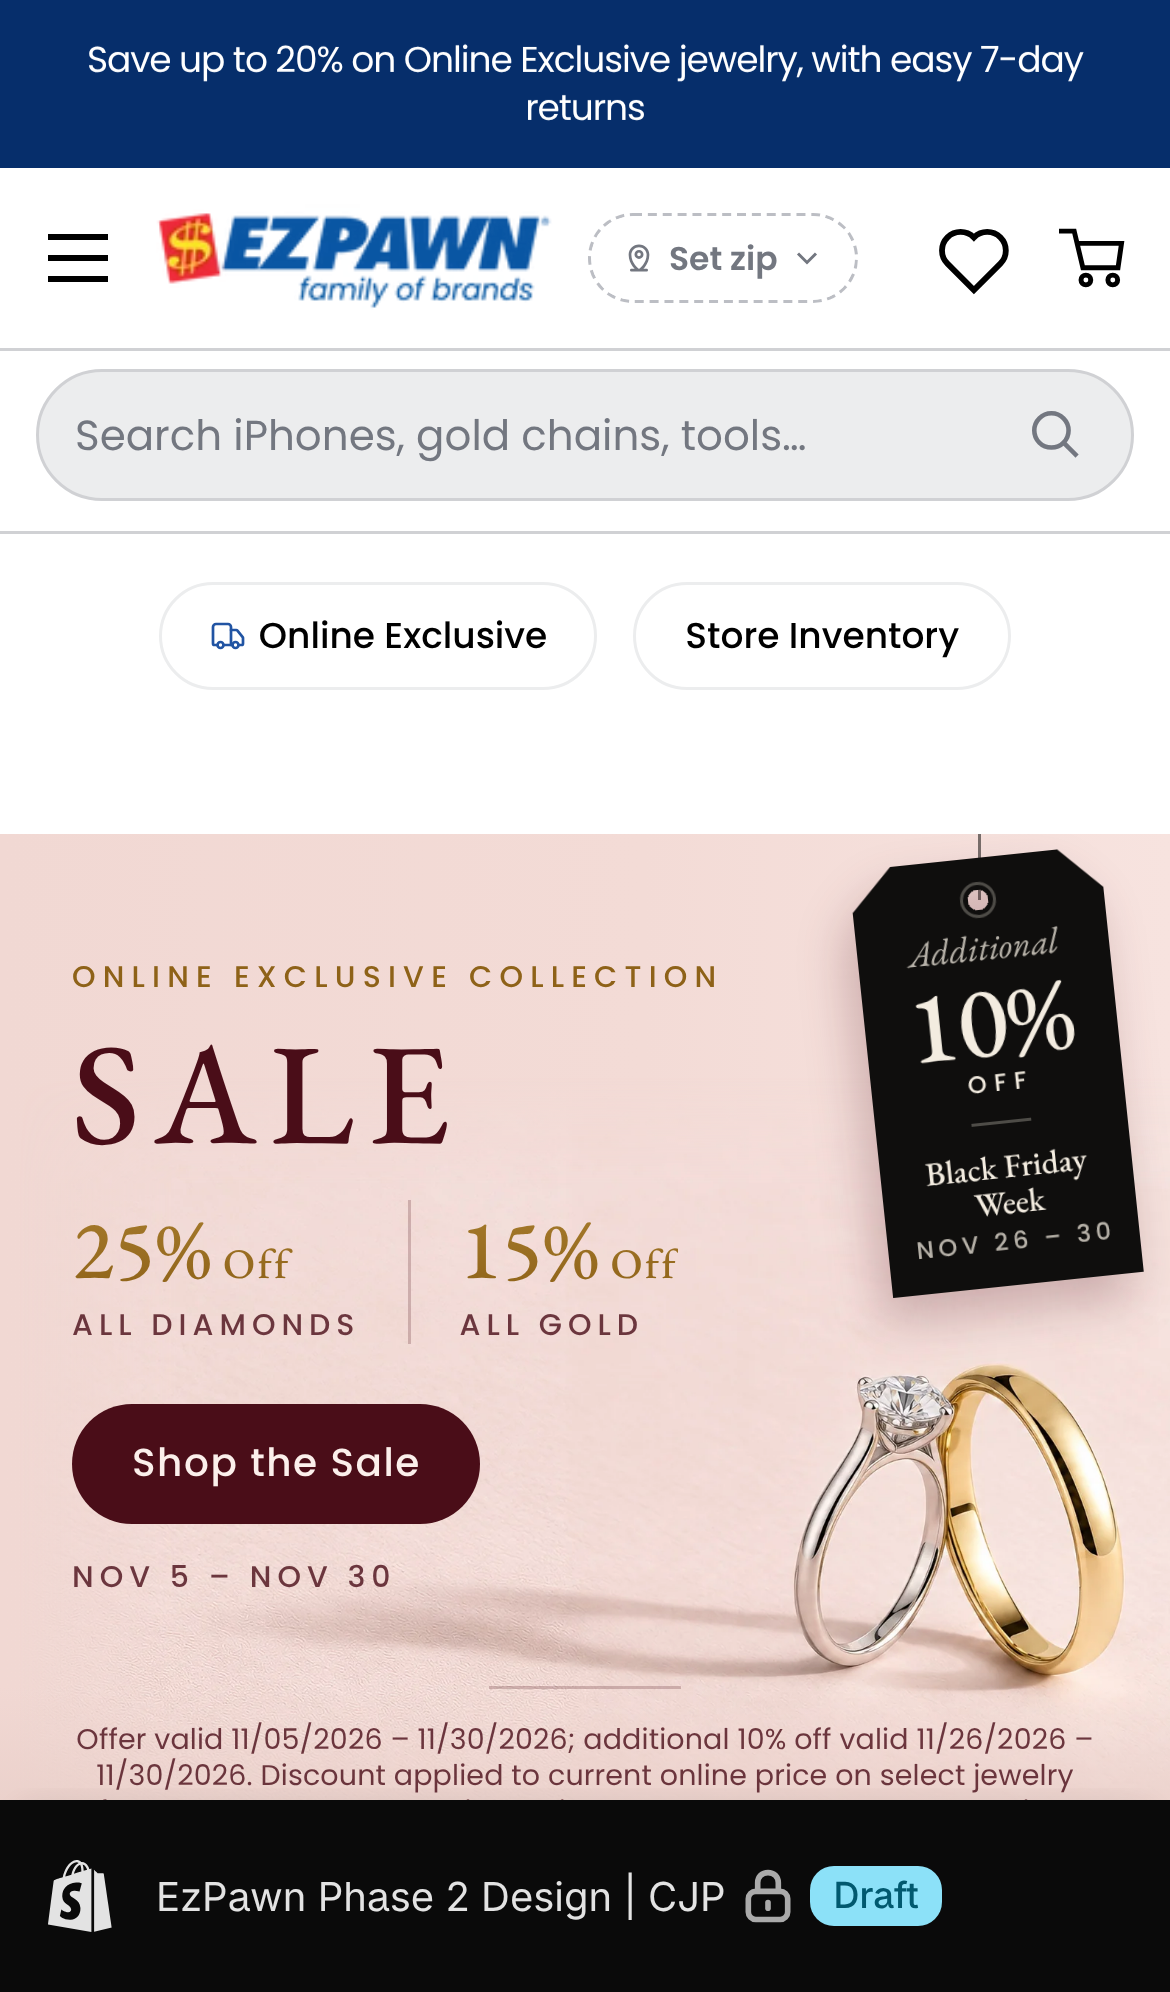 Save up to 20% on Online Exclusive jewelry, with easy 7-day
returns
$EZPAWN
family of brands
Set zip
Search iPhones, gold chains, tools...
Online Exclusive
Store Inventory
Additional
10%
OFF
Black Friday
Week
NOV 26 – 30
ONLINE EXCLUSIVE COLLECTION
SALE
25% Off
ALL DIAMONDS
15% Off
ALL GOLD
Shop the Sale
NOV 5 – NOV 30
Offer valid 11/05/2026 – 11/30/2026; additional 10% off valid 11/26/2026 –
11/30/2026. Discount applied to current online price on select jewelry
EzPawn Phase 2 Design | CJP
Draft